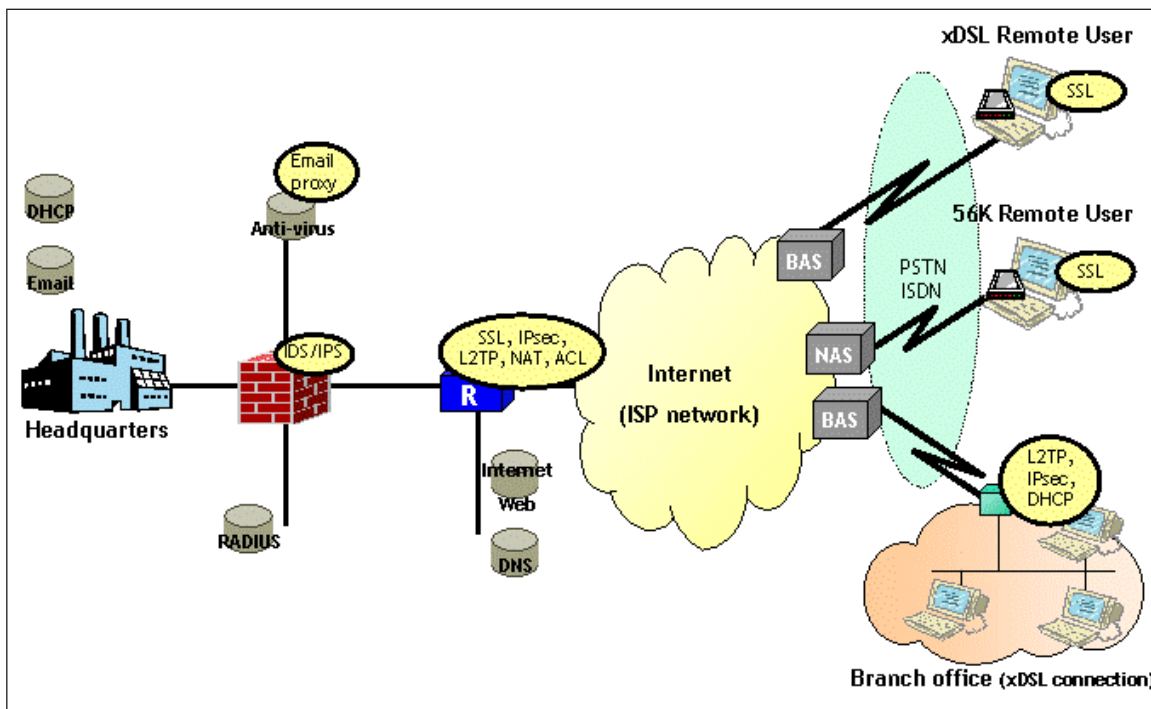 xDSL Remote User
SSL
Email
proxy
Anti-virus
DHCP
Email
56K Remote User
SSL
BAS
PSTN
ISDN
IDS/IPS
SSL, IPsec,
L2TP, NAT, ACL
R
NAS
Internet
(ISP network)
BAS
Headquarters
L2TP,
IPsec,
DHCP
Internet
Web
RADIUS
DNS
Branch office (xDSL connection)